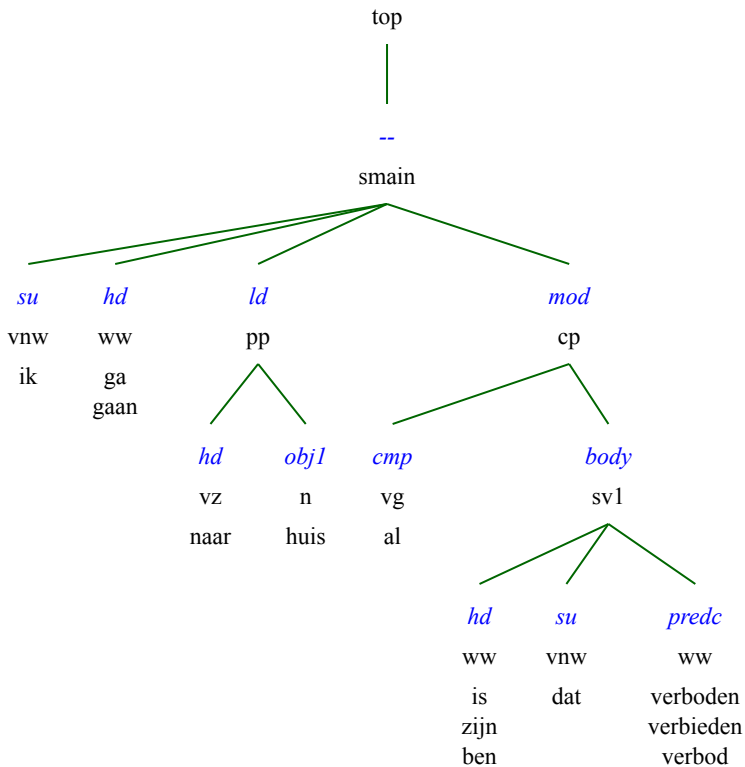 top
--
smain
su hd ld mod
vnw ww pp cp
ik ga
gaan
hd obj1 cmp body
vz n vg sv1
naar huis al
hd su predc
ww vnw ww
is dat verboden
zijn verbieden
ben verbod